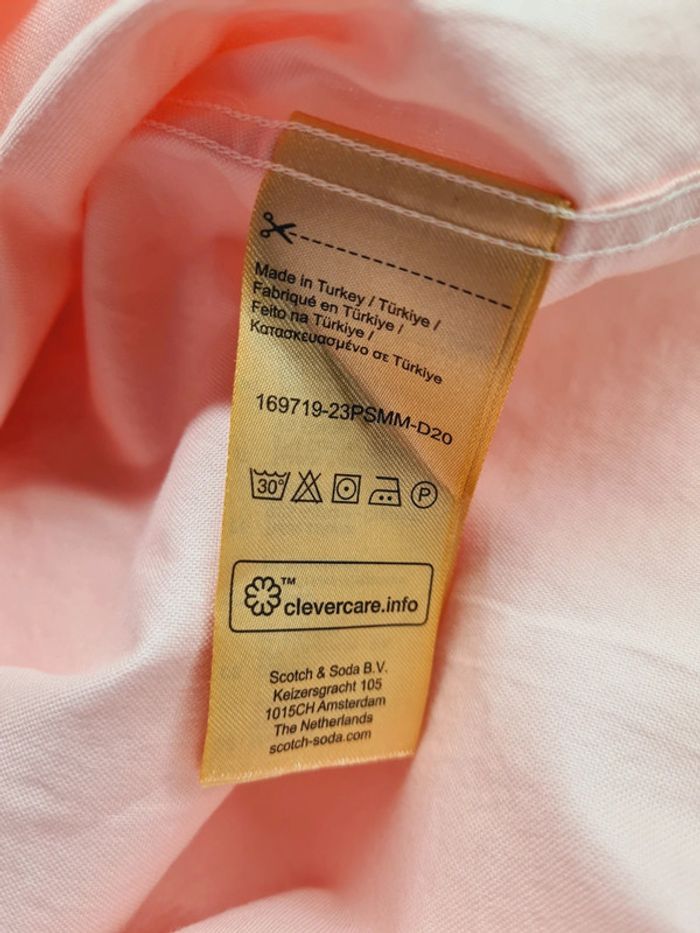 Made in Turkey / Türkiye /
Fabriqué en Türkiye /
Feito na Türkiye /
Κατασκευασμένο σε Türkiye
169719-23PSMM-D20
30° P
™
clevercare.info
Scotch & Soda B.V.
Keizersgracht 105
1015CH Amsterdam
The Netherlands
scotch-soda.com